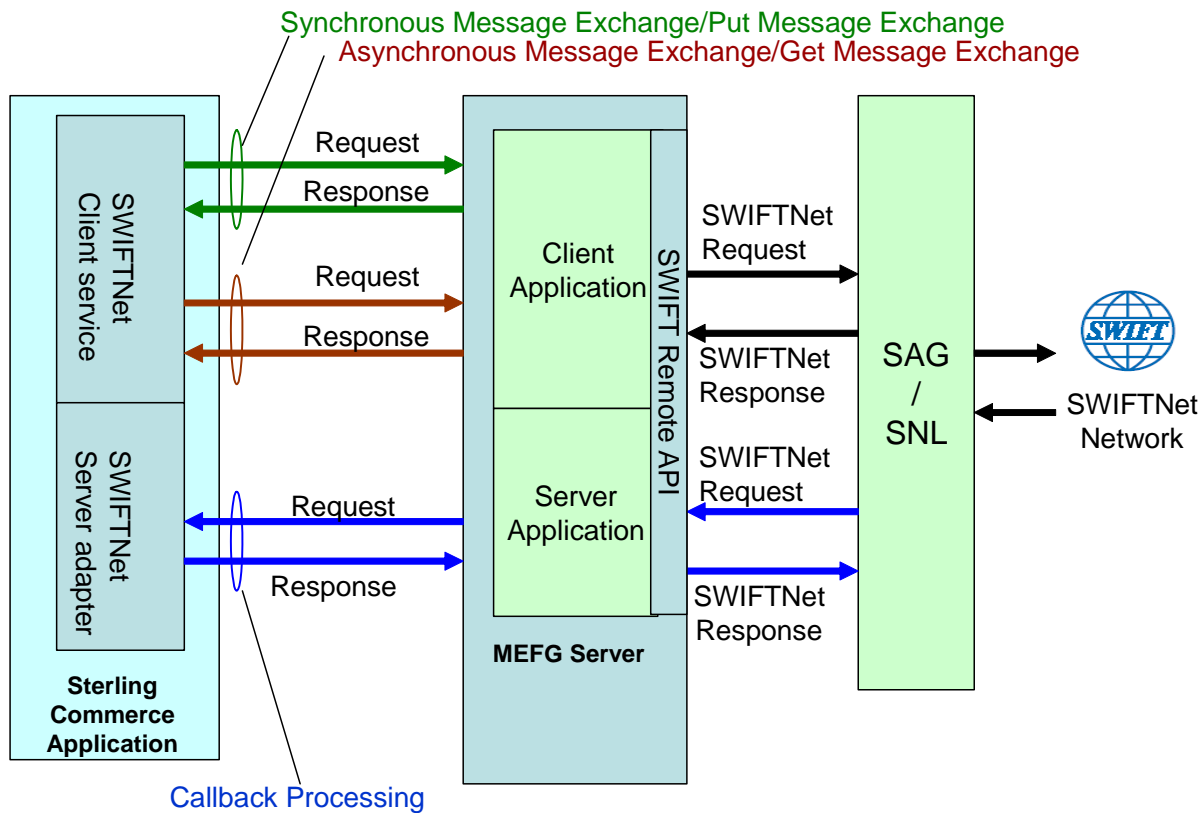 Synchronous Message Exchange/Put Message Exchange
Asynchronous Message Exchange/Get Message Exchange
SWIFTNet
Client service
SWIFTNet
Server adapter
Sterling
Commerce
Application
Request
Response
Request
Response
Request
Response
Callback Processing
Client
Application
Server
Application
SWIFT Remote API
MEFG Server
SWIFTNet
Request
SWIFTNet
Response
SWIFTNet
Request
SWIFTNet
Response
SAG
/
SNL
SWIFT
SWIFTNet
Network